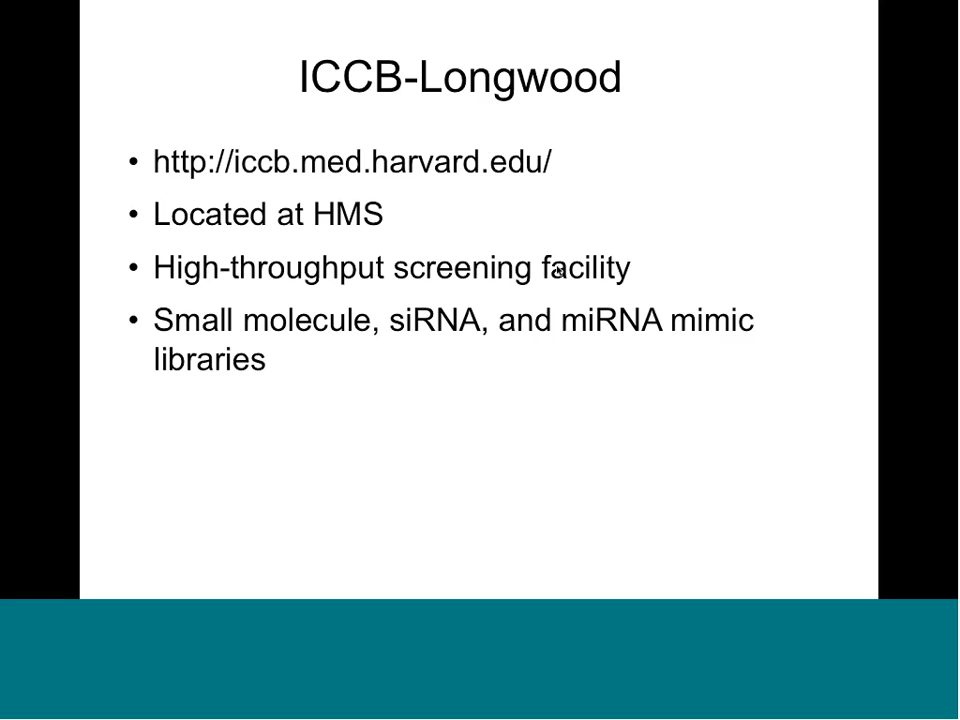 ICCB-Longwood
• http://iccb.med.harvard.edu/
• Located at HMS
• High-throughput screening facility
• Small molecule, siRNA, and miRNA mimic
libraries